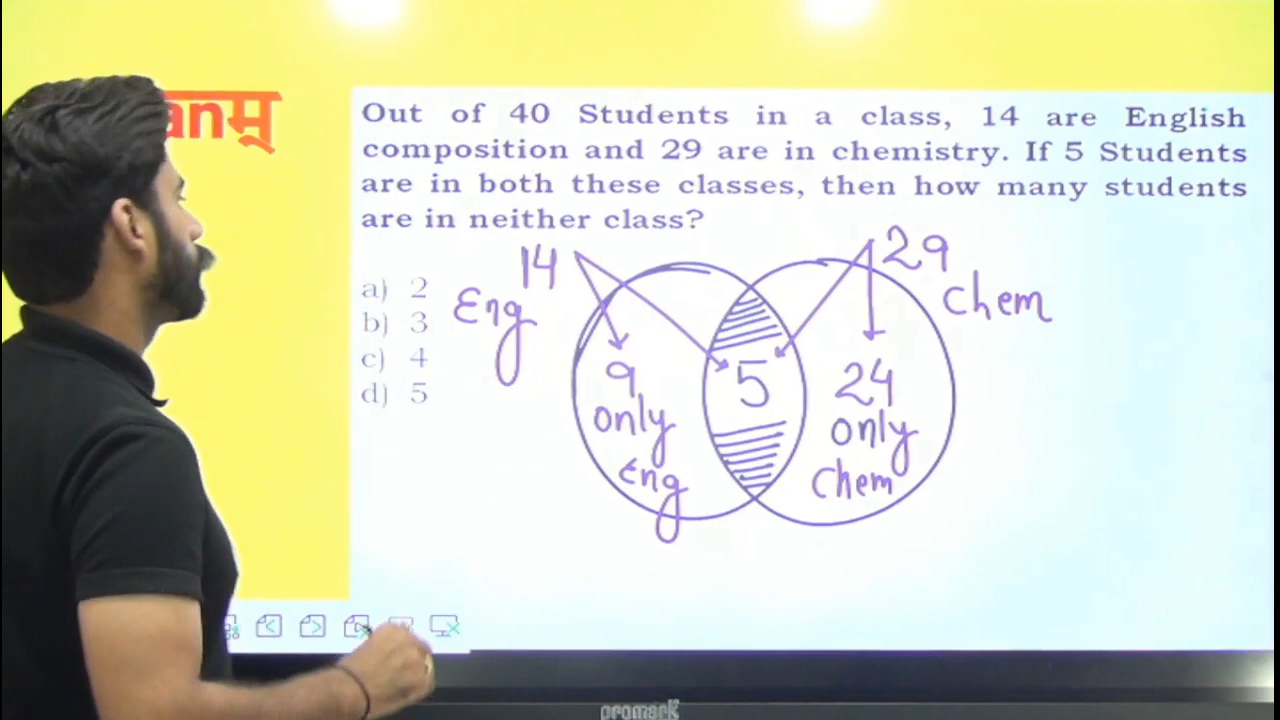 anम्
Out of 40 Students in a class, 14 are English
composition and 29 are in chemistry. If 5 Students
are in both these classes, then how many students
are in neither class?
a) 2
b) 3
c) 4
d) 5
14
Eng
29
Chem
9
only
Eng
5
24
only
Chem
promark